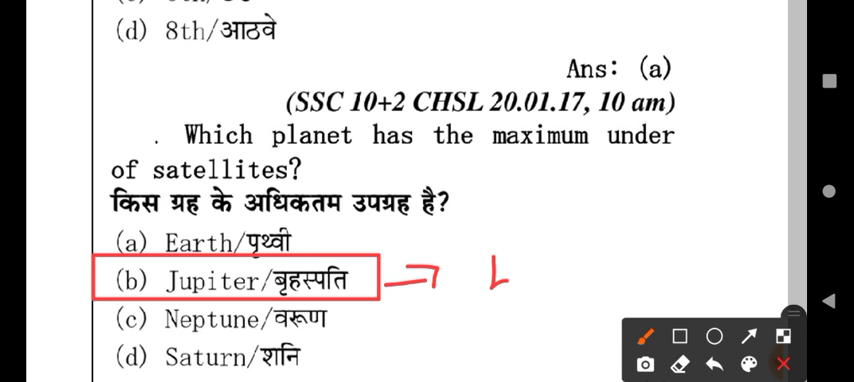 (d) 8th/आठवे
Ans: (a)
(SSC 10+2 CHSL 20.01.17, 10 am)
. Which planet has the maximum under
of satellites?
किस ग्रह के अधिकतम उपग्रह है?
(a) Earth/पृथ्वी
(b) Jupiter/बृहस्पति
(c) Neptune/वरूण
(d) Saturn/शनि